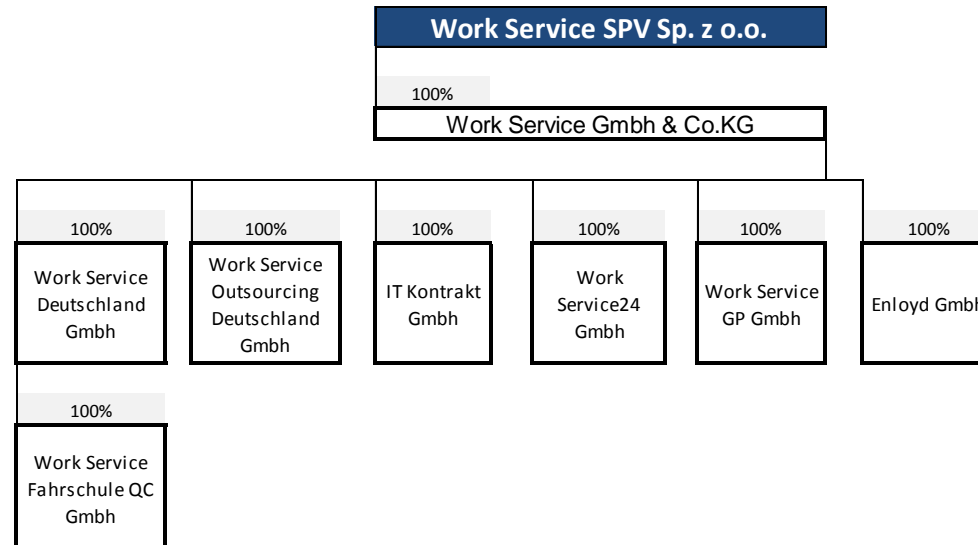 Work Service SPV Sp. z o.o.
100%
Work Service Gmbh & Co.KG
100%
100%
100%
100%
100%
100%
Work Service
Deutschland
Gmbh
Work Service
Outsourcing
Deutschland
Gmbh
IT Kontrakt
Gmbh
Work
Service24
Gmbh
Work Service
GP Gmbh
Enloyd Gmbh
100%
Work Service
Fahrschule QC
Gmbh